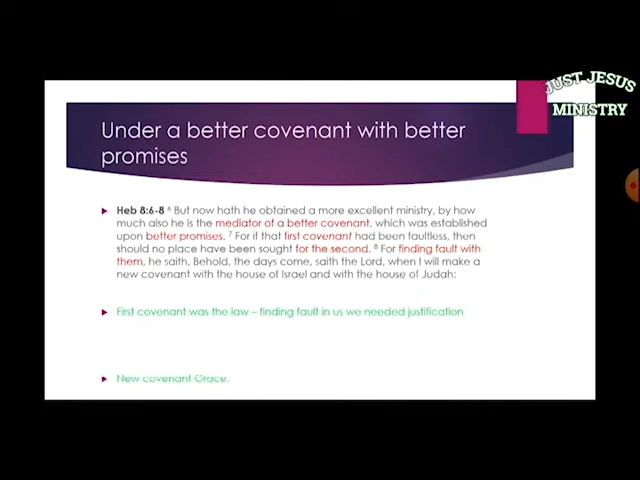 JUST JESUS
MINISTRY
Under a better covenant with better
promises
Heb 8:6-8 ⁶ But now hath he obtained a more excellent ministry, by how
much also he is the mediator of a better covenant, which was established
upon better promises. ⁷ For if that first covenant had been faultless, then
should no place have been sought for the second. ⁸ For finding fault with
them, he saith, Behold, the days come, saith the Lord, when I will make a
new covenant with the house of Israel and with the house of Judah:
First covenant was the law – finding fault in us we needed justification
New covenant Grace.